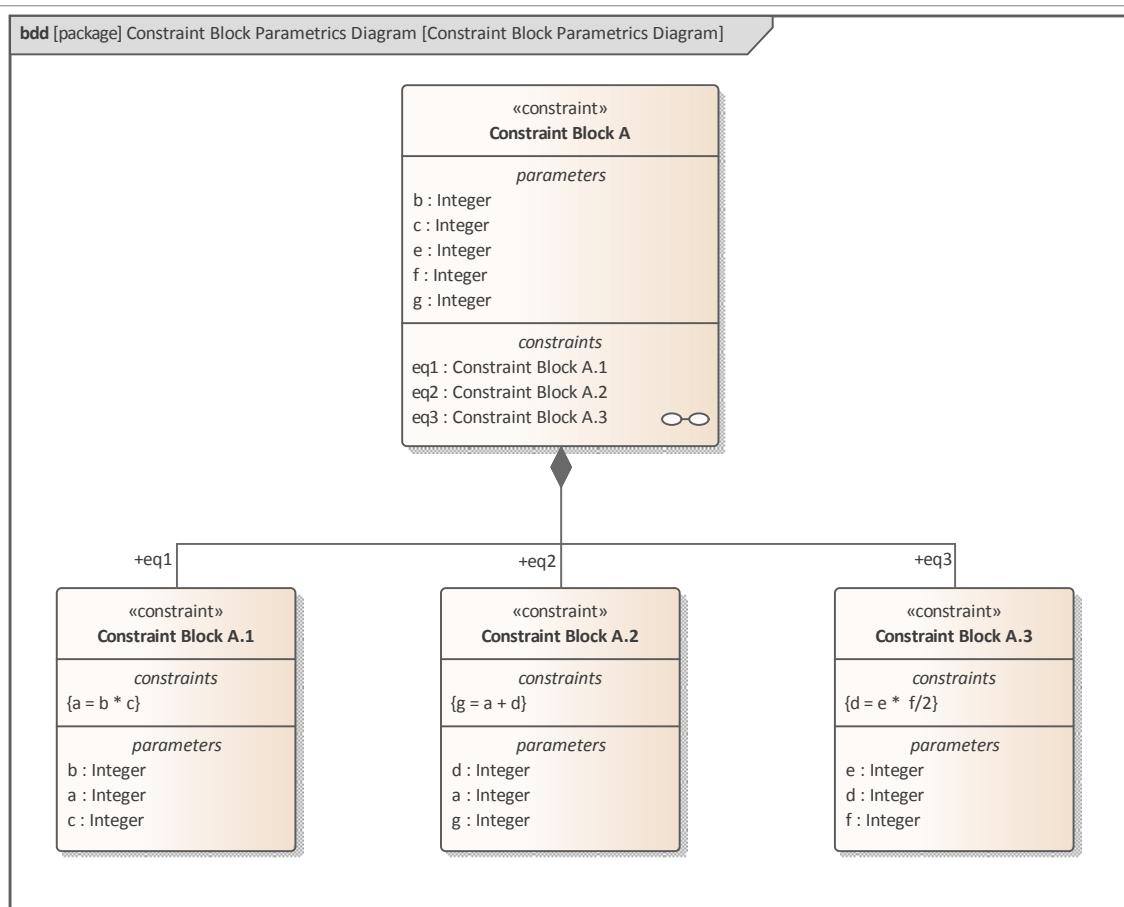 bdd [package] Constraint Block Parametrics Diagram [Constraint Block Parametrics Diagram]
«constraint»
Constraint Block A
parameters
b : Integer
c : Integer
e : Integer
f : Integer
g : Integer
constraints
eq1 : Constraint Block A.1
eq2 : Constraint Block A.2
eq3 : Constraint Block A.3
+eq1
+eq2
+eq3
«constraint»
Constraint Block A.1
constraints
{a = b * c}
parameters
b : Integer
a : Integer
c : Integer
«constraint»
Constraint Block A.2
constraints
{g = a + d}
parameters
d : Integer
a : Integer
g : Integer
«constraint»
Constraint Block A.3
constraints
{d = e *  f/2}
parameters
e : Integer
d : Integer
f : Integer